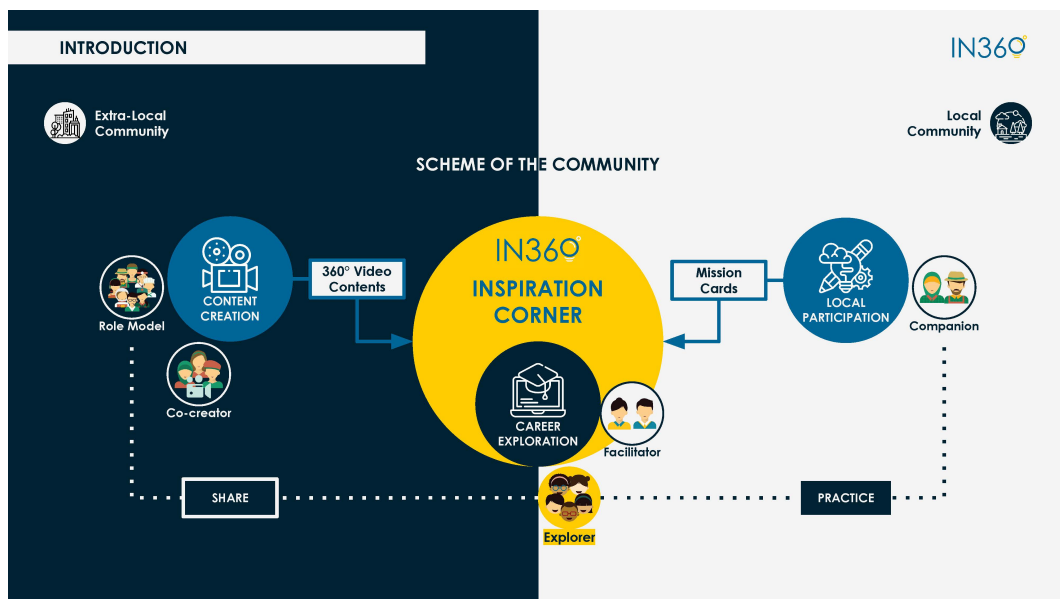 INTRODUCTION
IN360
Extra-Local
Community
Local
Community
SCHEME OF THE COMMUNITY
IN360
INSPIRATION
CORNER
360° Video
Contents
Mission
Cards
CONTENT
CREATION
LOCAL
PARTICIPATION
Role Model
Companion
Co-creator
CAREER
EXPLORATION
Facilitator
SHARE
PRACTICE
Explorer